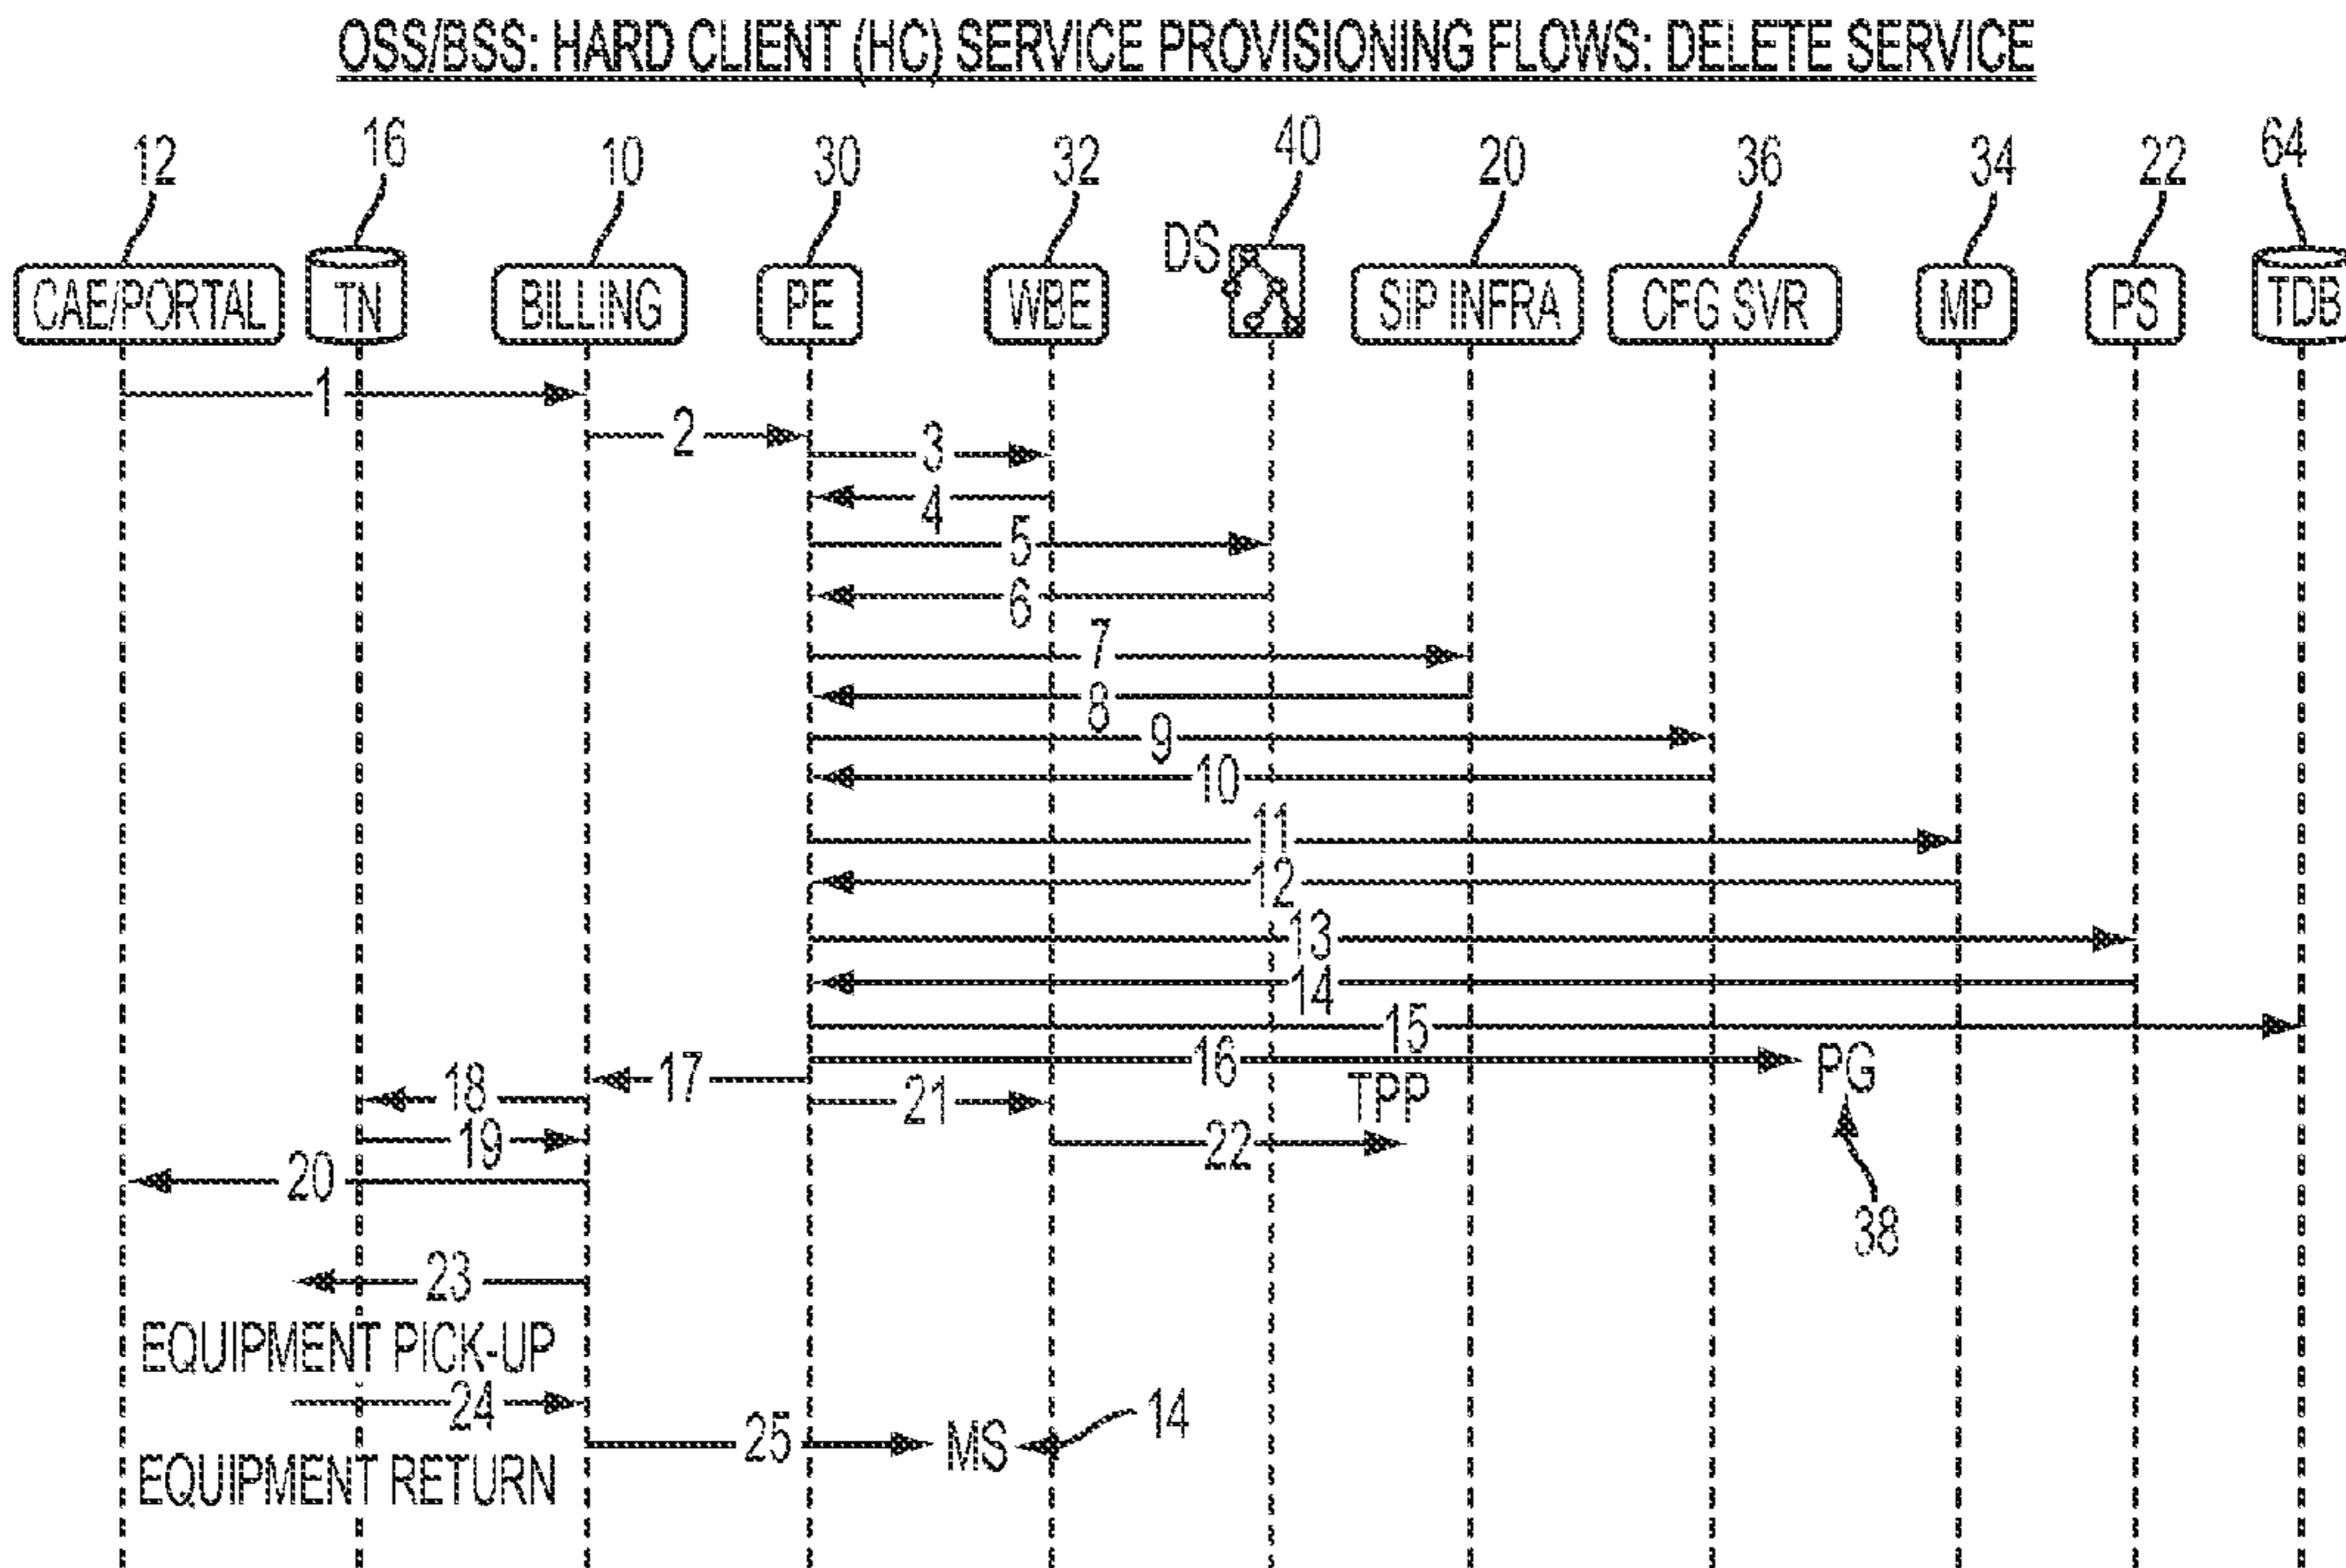 OSS/BSS: HARD CLIENT (HC) SERVICE PROVISIONING FLOWS: DELETE SERVICE
12 16 10 30 32 40 20 36 34 22 64
CAE/PORTAL TN BILLING PE WBE DS SIP INFRA CFG SVR MP PS TDB
1
2
3
4
5
6
7
8
9
10
11
12
13
14
15
16 PG
17
TPP
18 21
19 22
20
38
23
EQUIPMENT PICK-UP
24 14
25 MS
EQUIPMENT RETURN